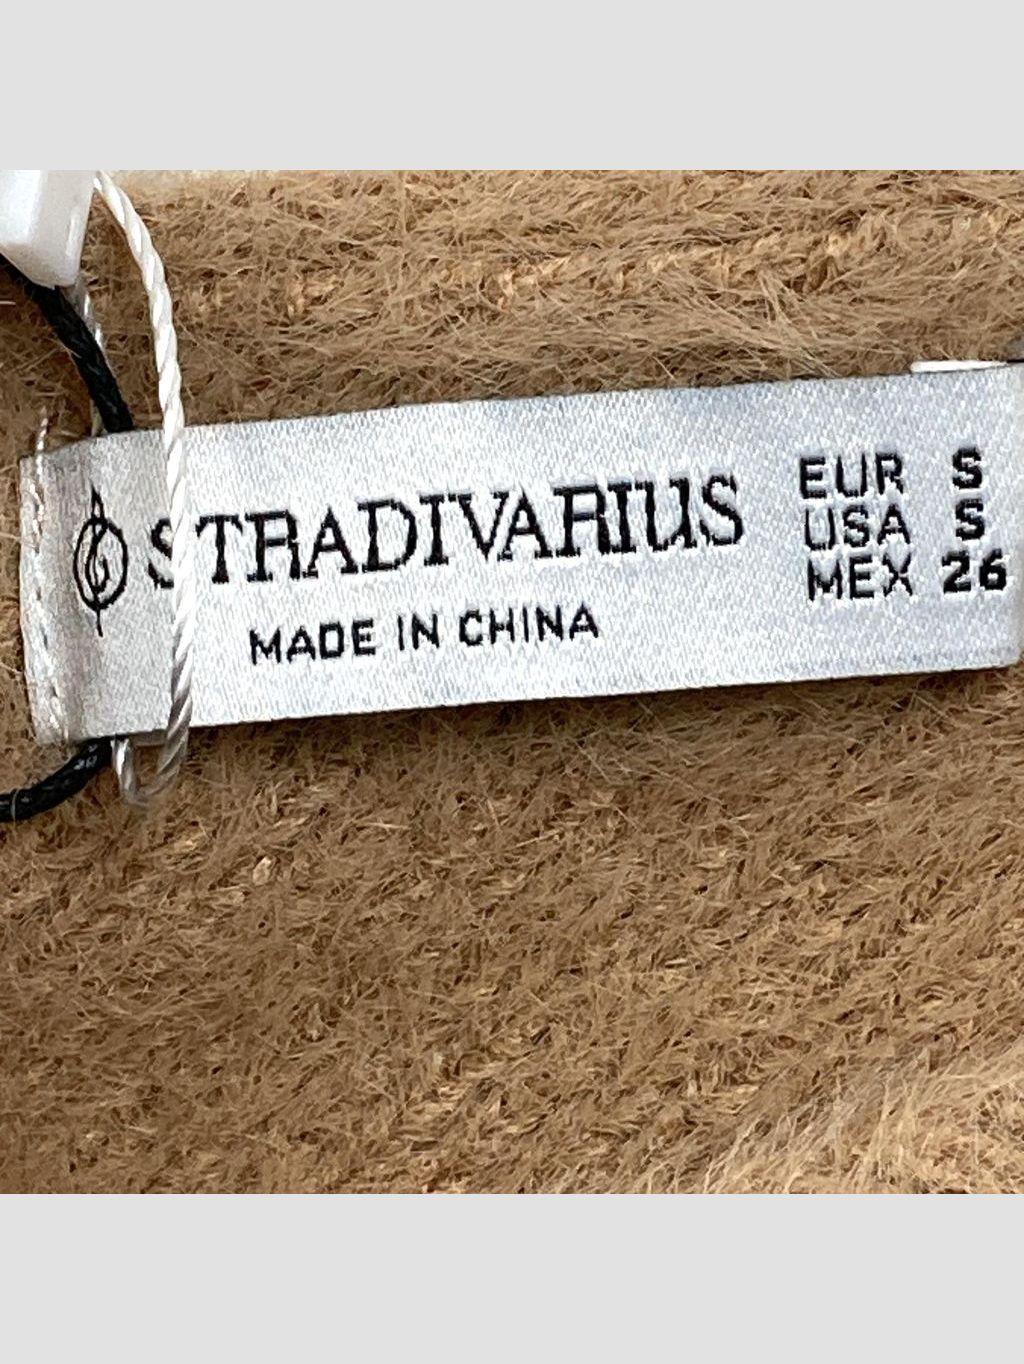 STRADIVARIUS
MADE IN CHINA
EUR S
USA S
MEX 26